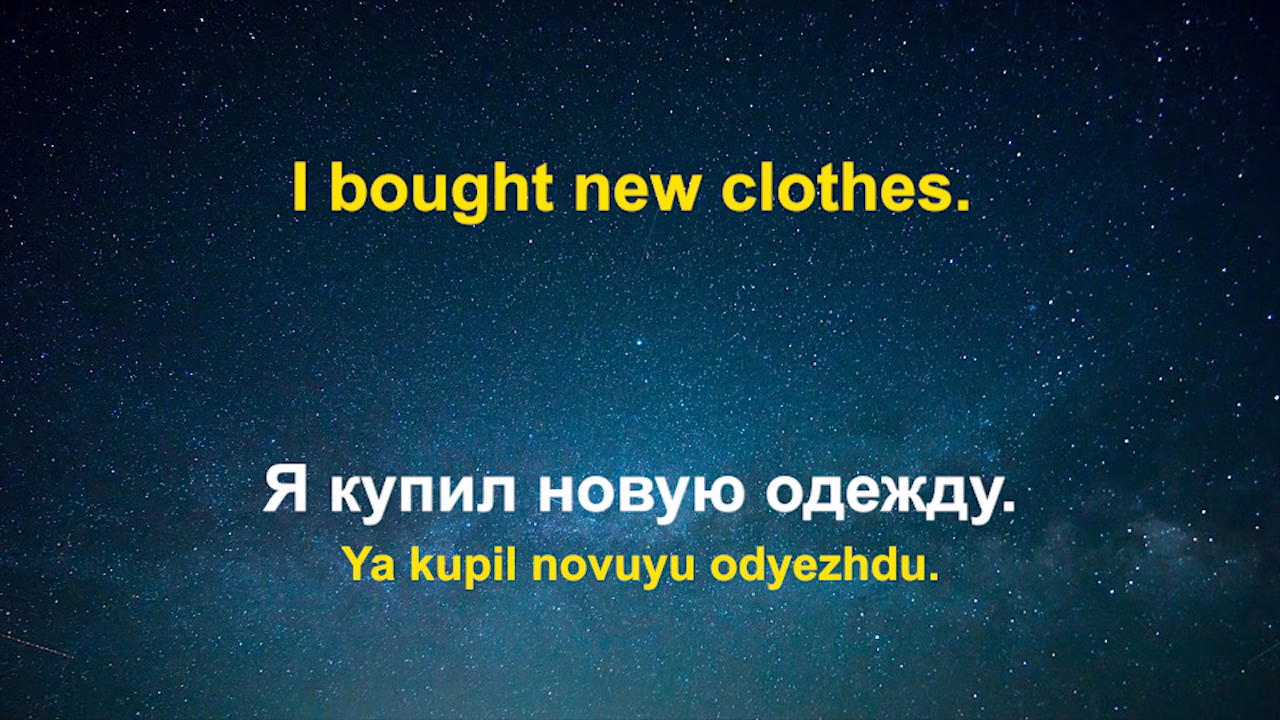 I bought new clothes.
Я купил новую одежду.
Ya kupil novuyu odyezhdu.